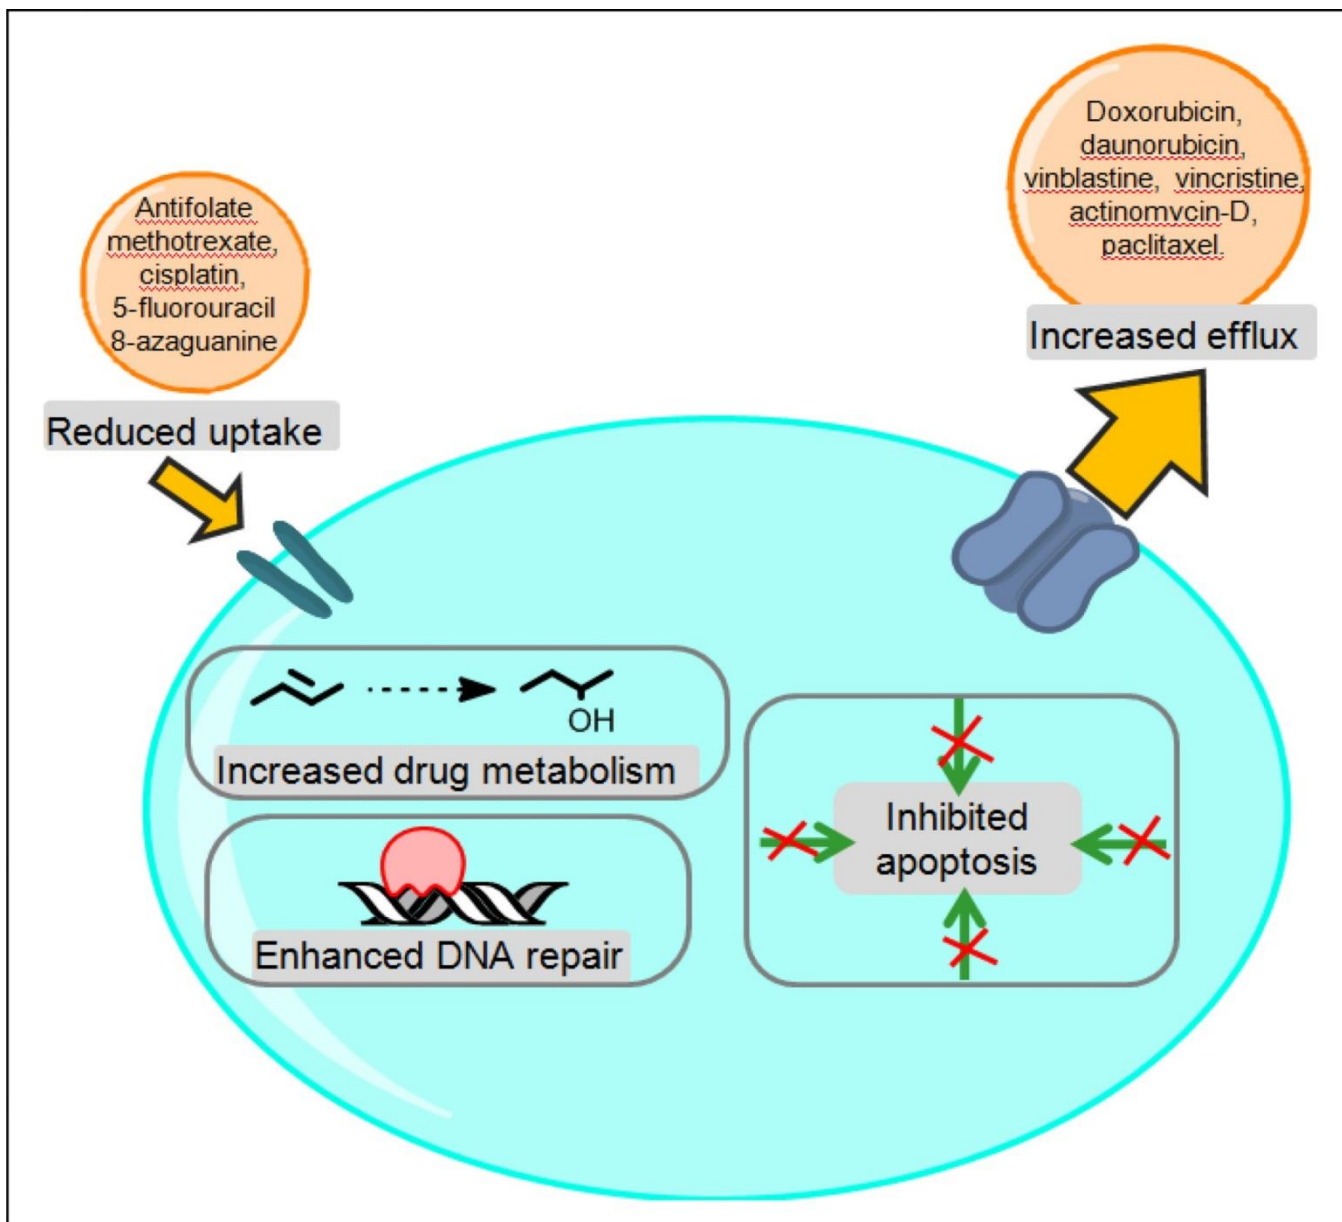 Doxorubicin,
daunorubicin,
vinblastine, vincristine,
actinomycin-D,
paclitaxel.
Increased efflux
Antifolate
methotrexate,
cisplatin,
5-fluorouracil
8-azaguanine
Reduced uptake
OH
Increased drug metabolism
Enhanced DNA repair
Inhibited
apoptosis